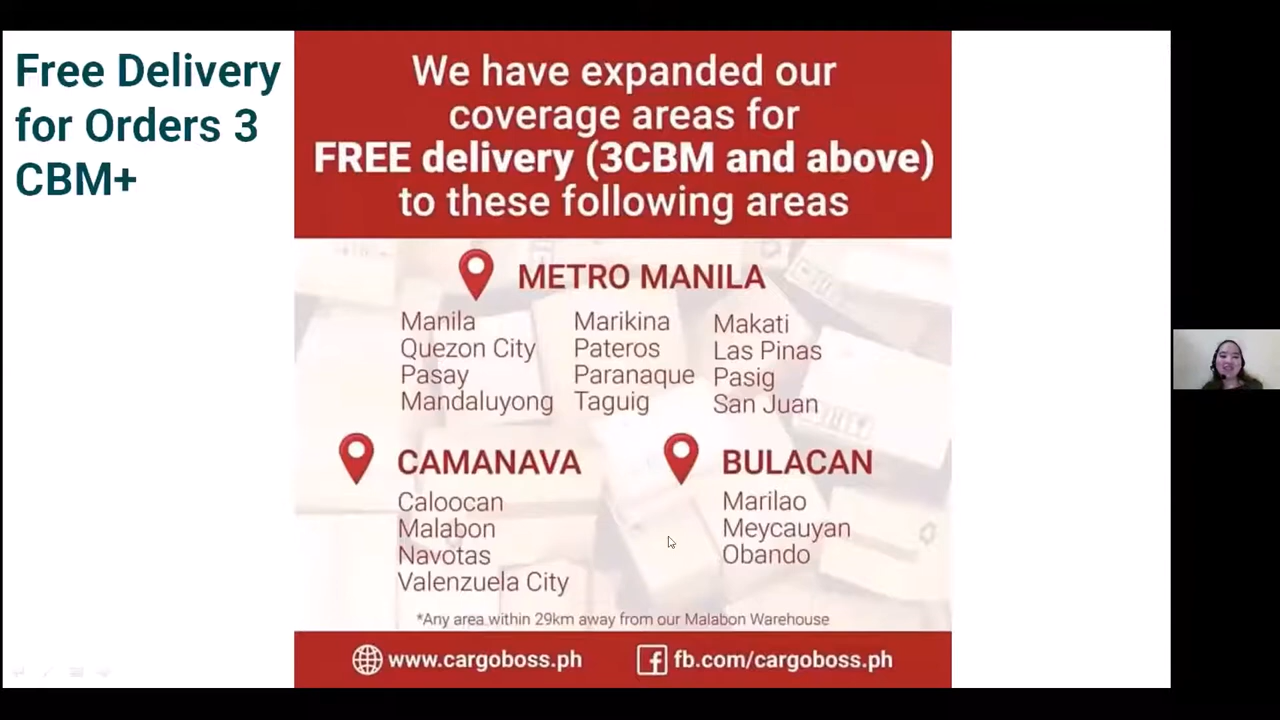 Free Delivery
for Orders 3
CBM+
We have expanded our
coverage areas for
FREE delivery (3CBM and above)
to these following areas
METRO MANILA
Manila
Quezon City
Pasay
Mandaluyong
Marikina
Pateros
Paranaque
Taguig
Makati
Las Pinas
Pasig
San Juan
CAMANAVA
Caloocan
Malabon
Navotas
Valenzuela City
BULACAN
Marilao
Meycauyan
Obando
*Any area within 29km away from our Malabon Warehouse
www.cargoboss.ph
fb.com/cargoboss.ph